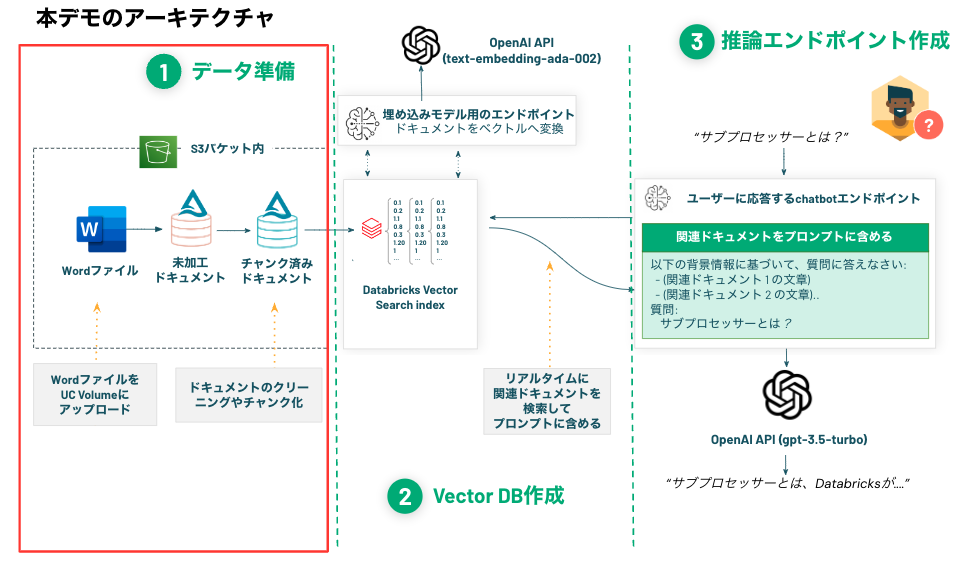 本デモのアーキテクチャ
1 データ準備
S3バケット内
W
Wordファイル
未加工
ドキュメント
チャンク済み
ドキュメント
Wordファイルを
UC Volumeに
アップロード
ドキュメントのクリー
ニングやチャンク化
OpenAI API
(text-embedding-ada-002)
埋め込みモデル用のエンドポイント
ドキュメントをベクトルへ変換
0.1 0.1 0.1
0.2 0.2 0.2
1.1 1.1 1.1
0.8 0.8 0.8
0.3 0.3 0.3
1.20 1.20 1.20
1 1 1
... ... ...
Databricks Vector
Search index
リアルタイムに
関連ドキュメントを
検索して
プロンプトに含める
2 Vector DB作成
3 推論エンドポイント作成
?
“サブプロセッサーとは？”
ユーザーに応答するchatbotエンドポイント
関連ドキュメントをプロンプトに含める
以下の背景情報に基づいて、質問に答えなさい:
- (関連ドキュメント 1 の文章)
- (関連ドキュメント 2 の文章)..
質問:
サブプロセッサーとは？
OpenAI API (gpt-3.5-turbo)
“サブプロセッサーとは、Databricksが....”